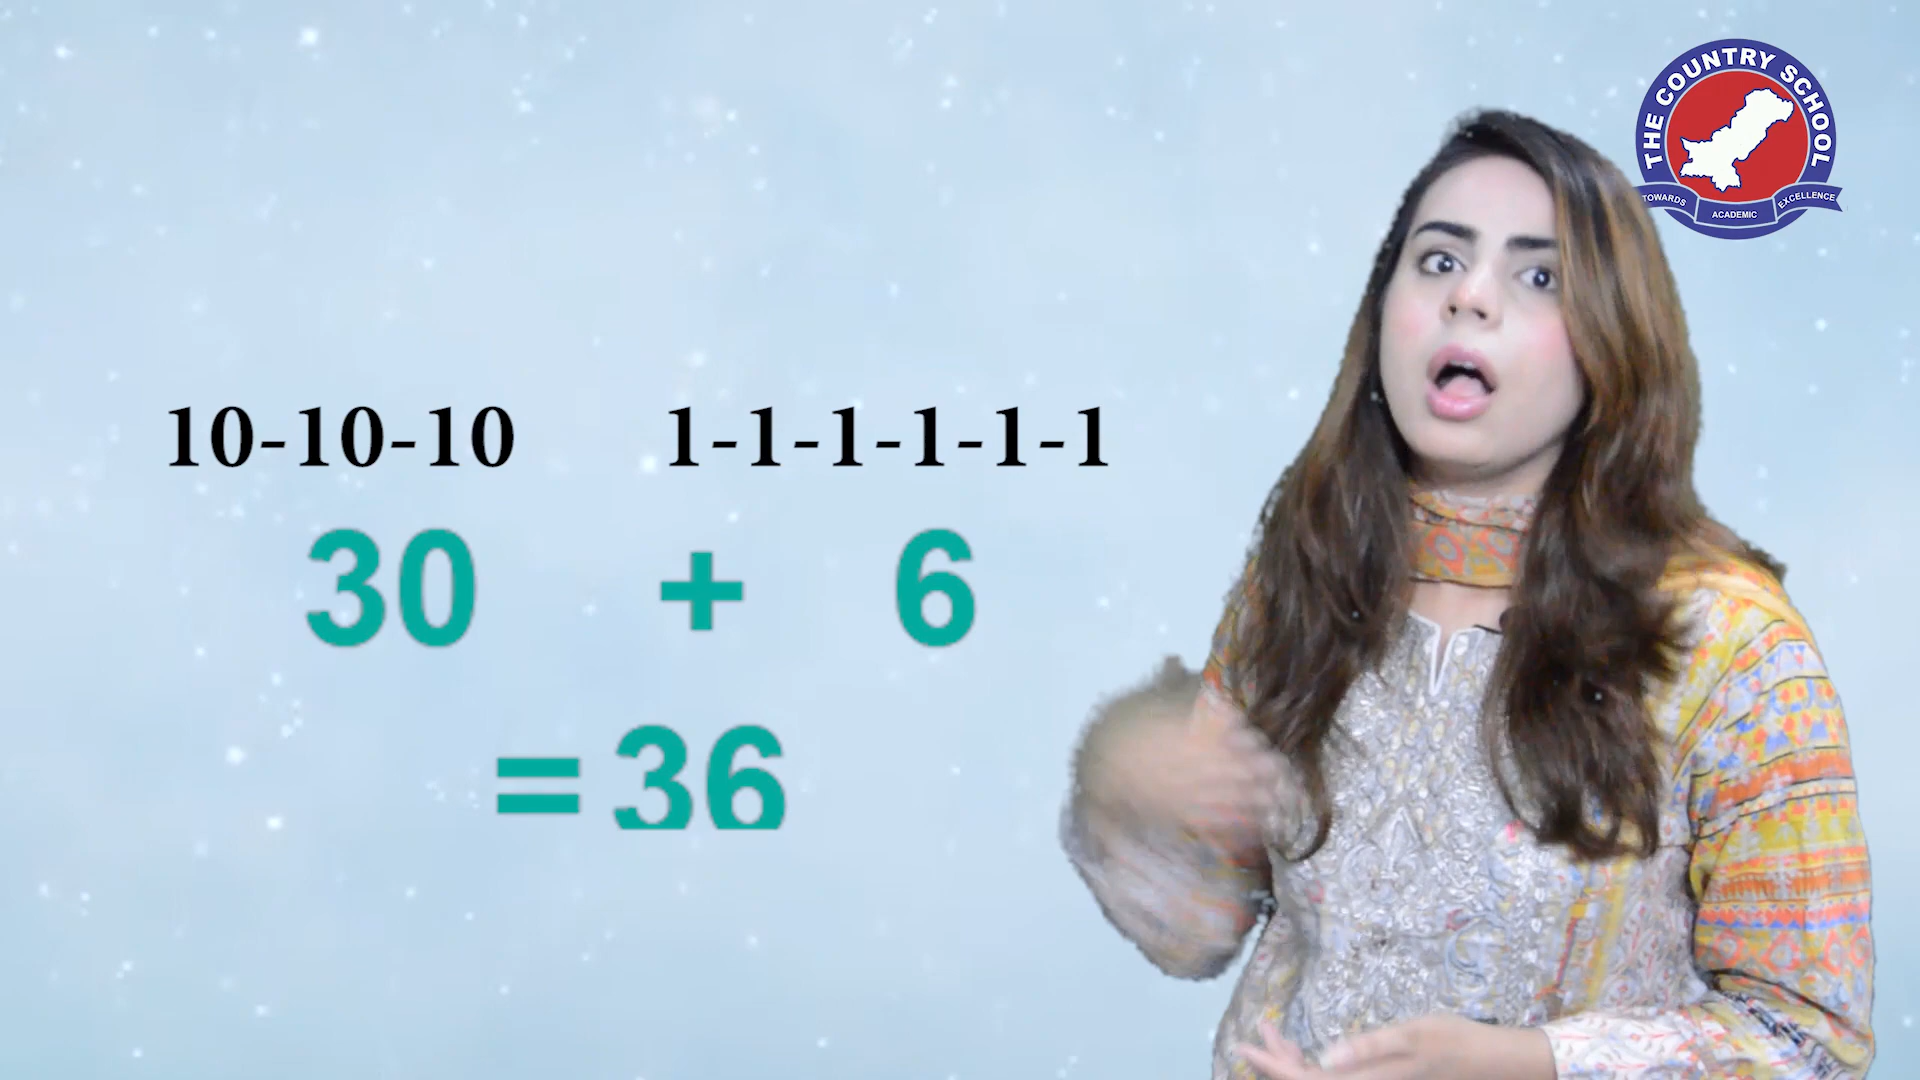 THE COUNTRY SCHOOL
TOWARDS ACADEMIC EXCELLENCE
10-10-10 1-1-1-1-1-1
30 + 6
= 36